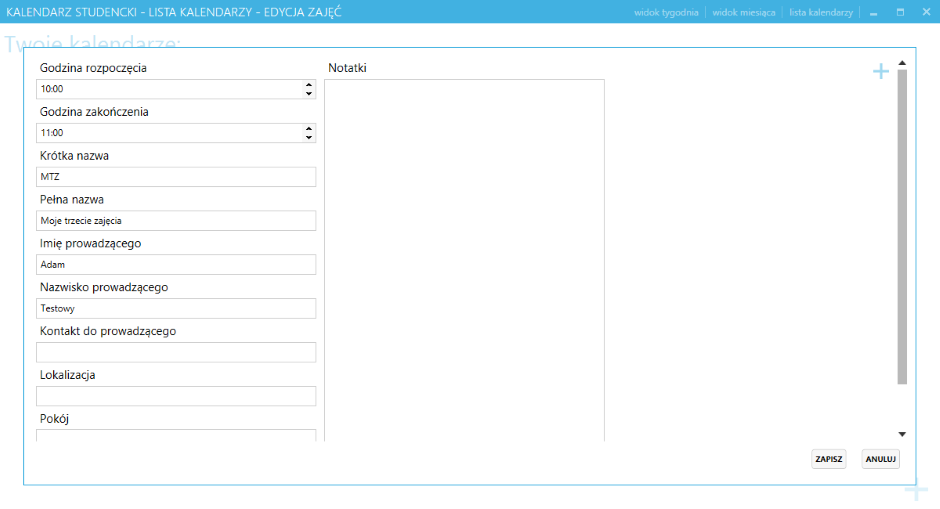 KALENDARZ STUDENCKI - LISTA KALENDARZY - EDYCJA ZAJĘĆ
widok tygodnia
widok miesiąca
lista kalendarzy
Twoje kalendarze:
Godzina rozpoczęcia
10:00
Godzina zakończenia
11:00
Krótka nazwa
MTZ
Pełna nazwa
Moje trzecie zajęcia
Imię prowadzącego
Adam
Nazwisko prowadzącego
Testowy
Kontakt do prowadzącego
Lokalizacja
Pokój
Notatki
ZAPISZ
ANULUJ